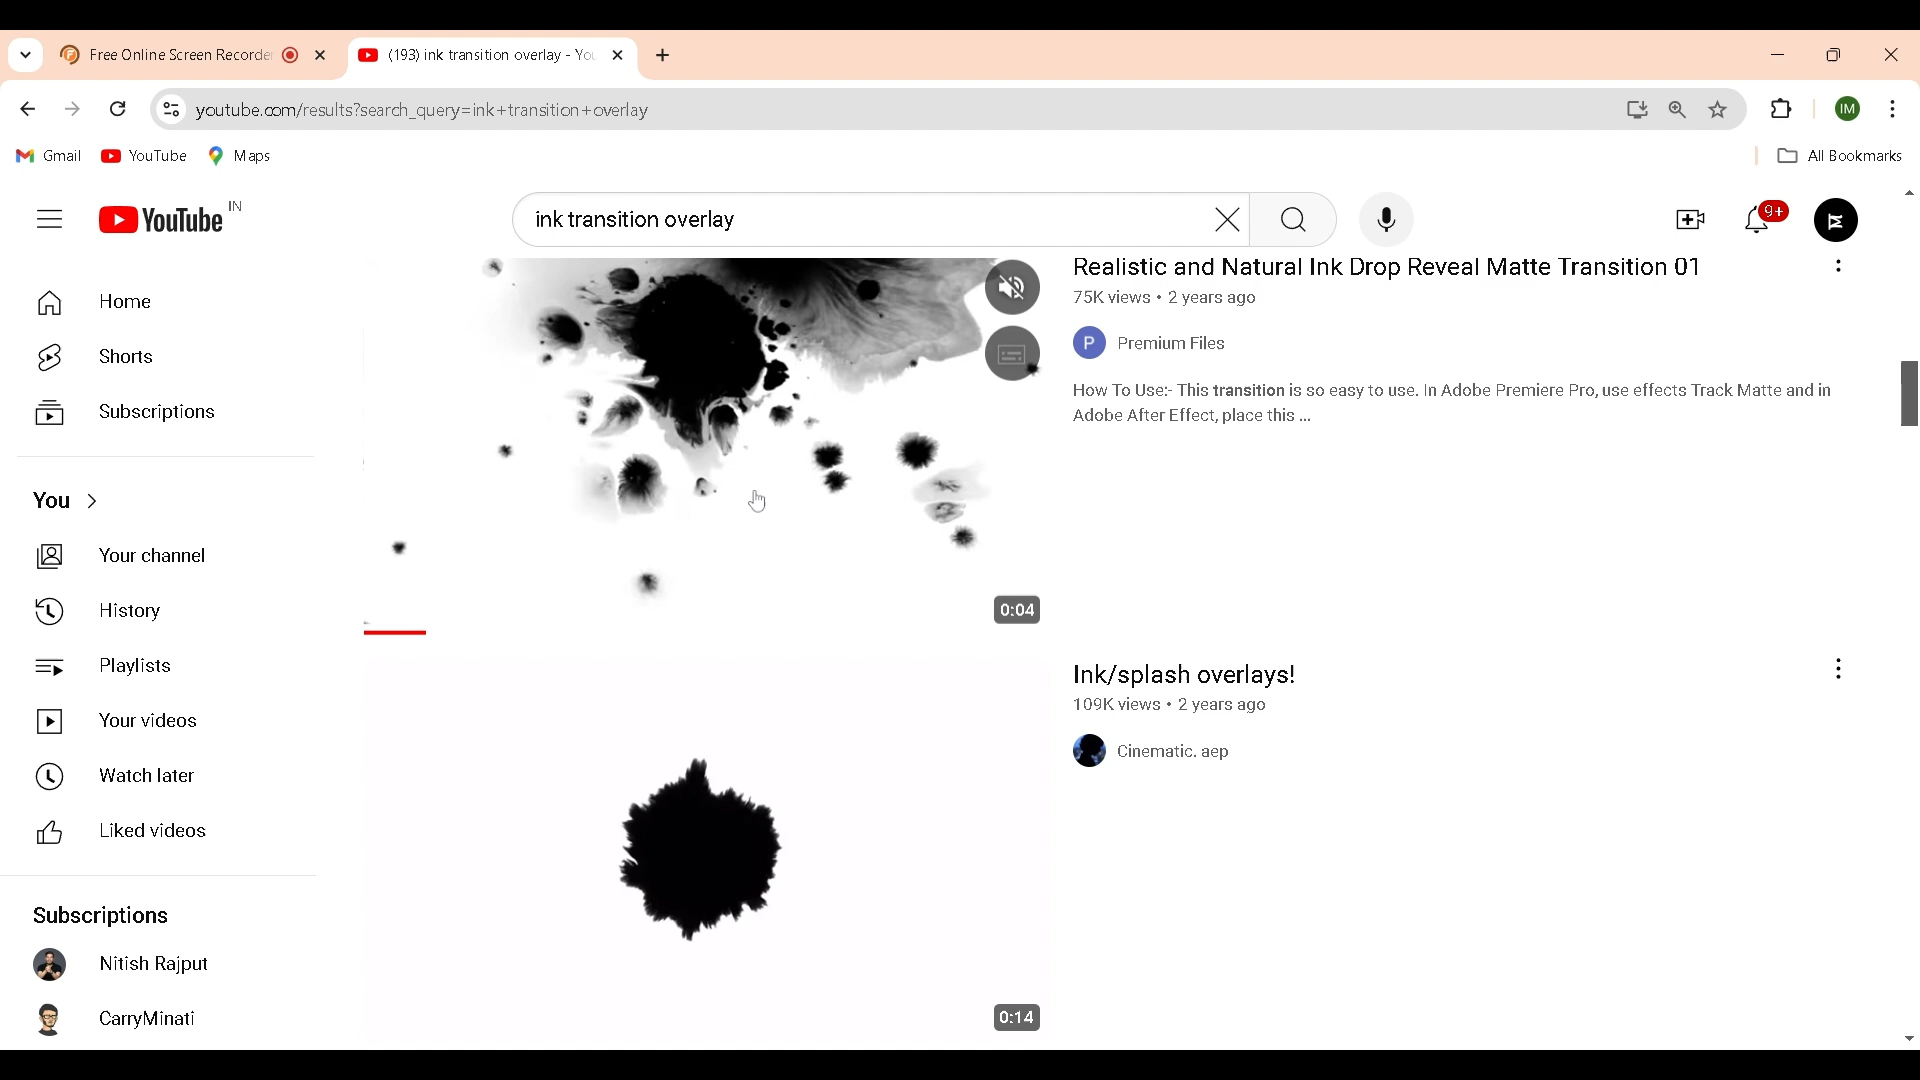 Free Online Screen Recorder
(193) ink transition overlay - You
youtube.com/results?search_query=ink+transition+overlay
IM
Gmail
YouTube
Maps
All Bookmarks
YouTube
IN
ink transition overlay
9+
Home
Shorts
Subscriptions
You
Your channel
History
Playlists
Your videos
Watch later
Liked videos
Subscriptions
Nitish Rajput
CarryMinati
0:04
Realistic and Natural Ink Drop Reveal Matte Transition 01
75K views • 2 years ago
P
Premium Files
How To Use:- This transition is so easy to use. In Adobe Premiere Pro, use effects Track Matte and in
Adobe After Effect, place this ...
0:14
Ink/splash overlays!
109K views • 2 years ago
Cinematic. aep